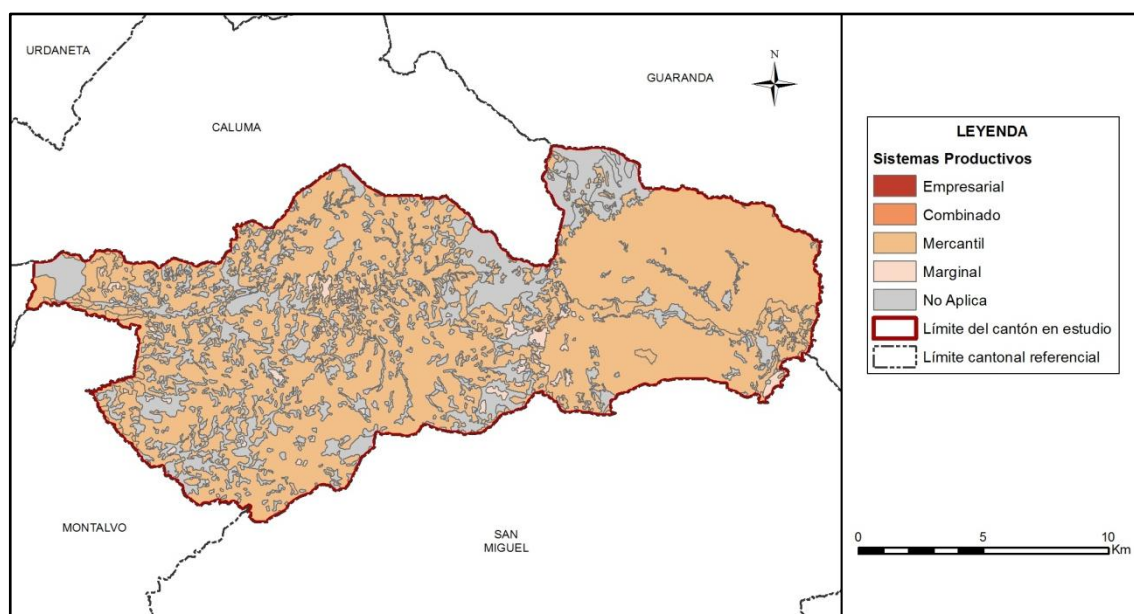 URDANETA
GUARANDA
CALUMA
N
MONTALVO
SAN
MIGUEL
LEYENDA
Sistemas Productivos
Empresarial
Combinado
Mercantil
Marginal
No Aplica
Límite del cantón en estudio
Límite cantonal referencial
0 5 10
Km